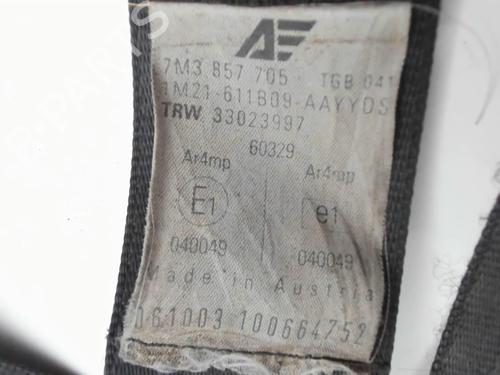 AE
7M3 857 705 TGB 041
1M21-611B09-AAYYDS
TRW 33023997
60329
Ar4mp Ar4mp
E1 e1
040049 040049
Made in Austria
061003 100664752